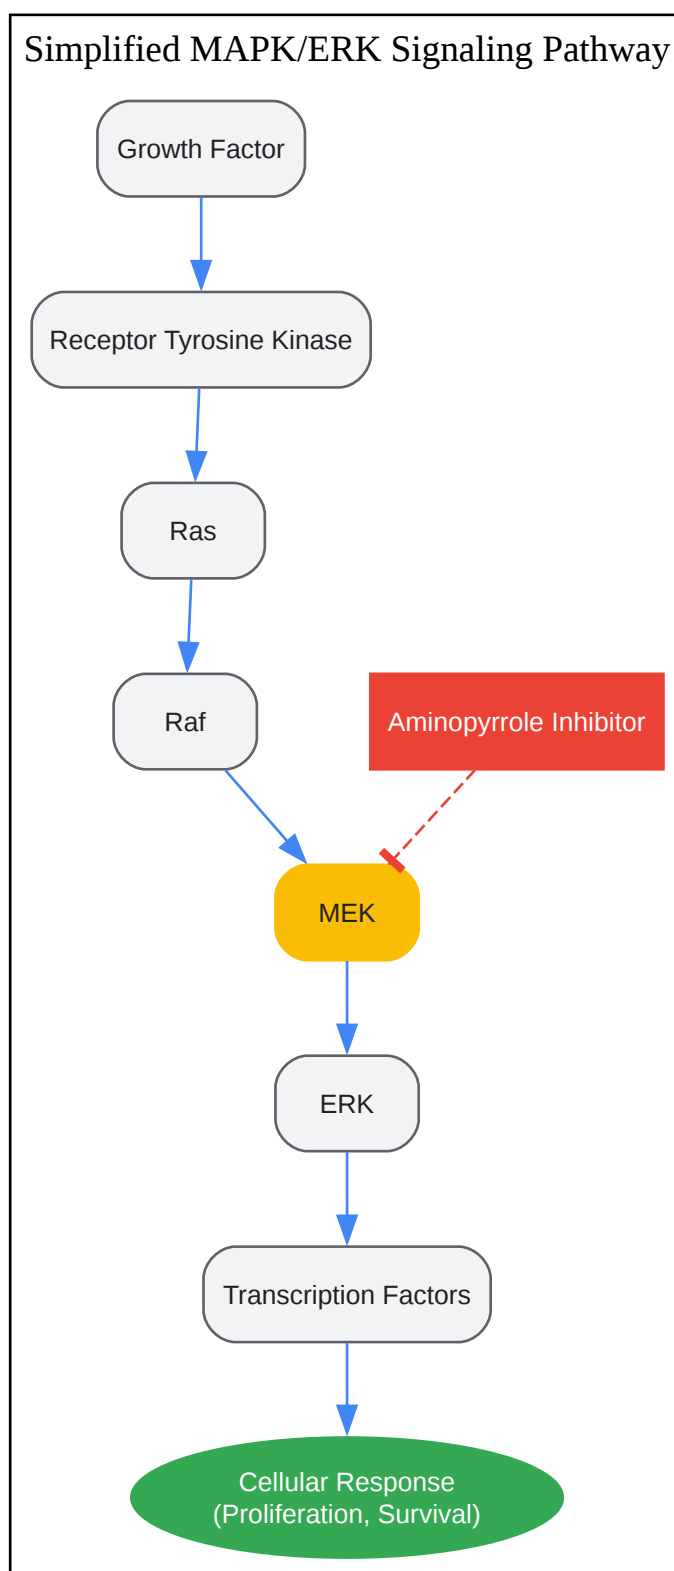 Simplified MAPK/ERK Signaling Pathway
Growth Factor
Receptor Tyrosine Kinase
Ras
Raf
Aminopyrrole Inhibitor
MEK
ERK
Transcription Factors
Cellular Response
(Proliferation, Survival)